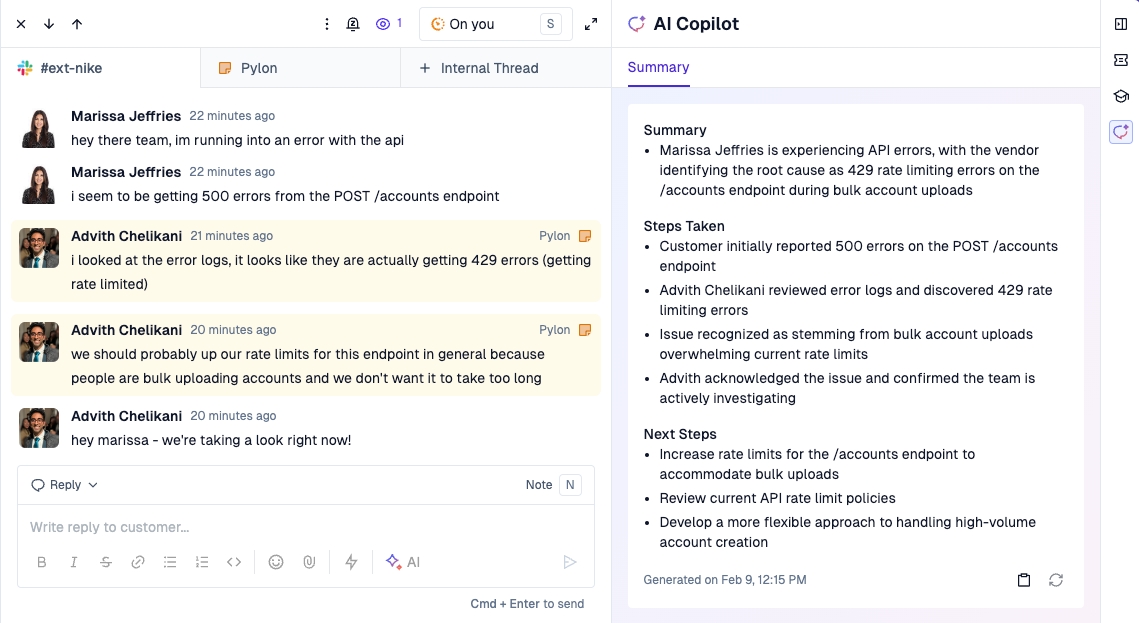 1
On you
S
#ext-nike
Pylon
Internal Thread
Marissa Jeffries 22 minutes ago
hey there team, im running into an error with the api
Marissa Jeffries 22 minutes ago
i seem to be getting 500 errors from the POST /accounts endpoint
Advith Chelikani 21 minutes ago Pylon
i looked at the error logs, it looks like they are actually getting 429 errors (getting
rate limited)
Advith Chelikani 20 minutes ago Pylon
we should probably up our rate limits for this endpoint in general because
people are bulk uploading accounts and we don't want it to take too long
Advith Chelikani 20 minutes ago
hey marissa - we're taking a look right now!
Reply
Note N
Write reply to customer...
B I S
AI
Cmd + Enter to send
AI Copilot
Summary
Summary
• Marissa Jeffries is experiencing API errors, with the vendor
identifying the root cause as 429 rate limiting errors on the
/accounts endpoint during bulk account uploads
Steps Taken
• Customer initially reported 500 errors on the POST /accounts
endpoint
• Advith Chelikani reviewed error logs and discovered 429 rate
limiting errors
• Issue recognized as stemming from bulk account uploads
overwhelming current rate limits
• Advith acknowledged the issue and confirmed the team is
actively investigating
Next Steps
• Increase rate limits for the /accounts endpoint to
accommodate bulk uploads
• Review current API rate limit policies
• Develop a more flexible approach to handling high-volume
account creation
Generated on Feb 9, 12:15 PM